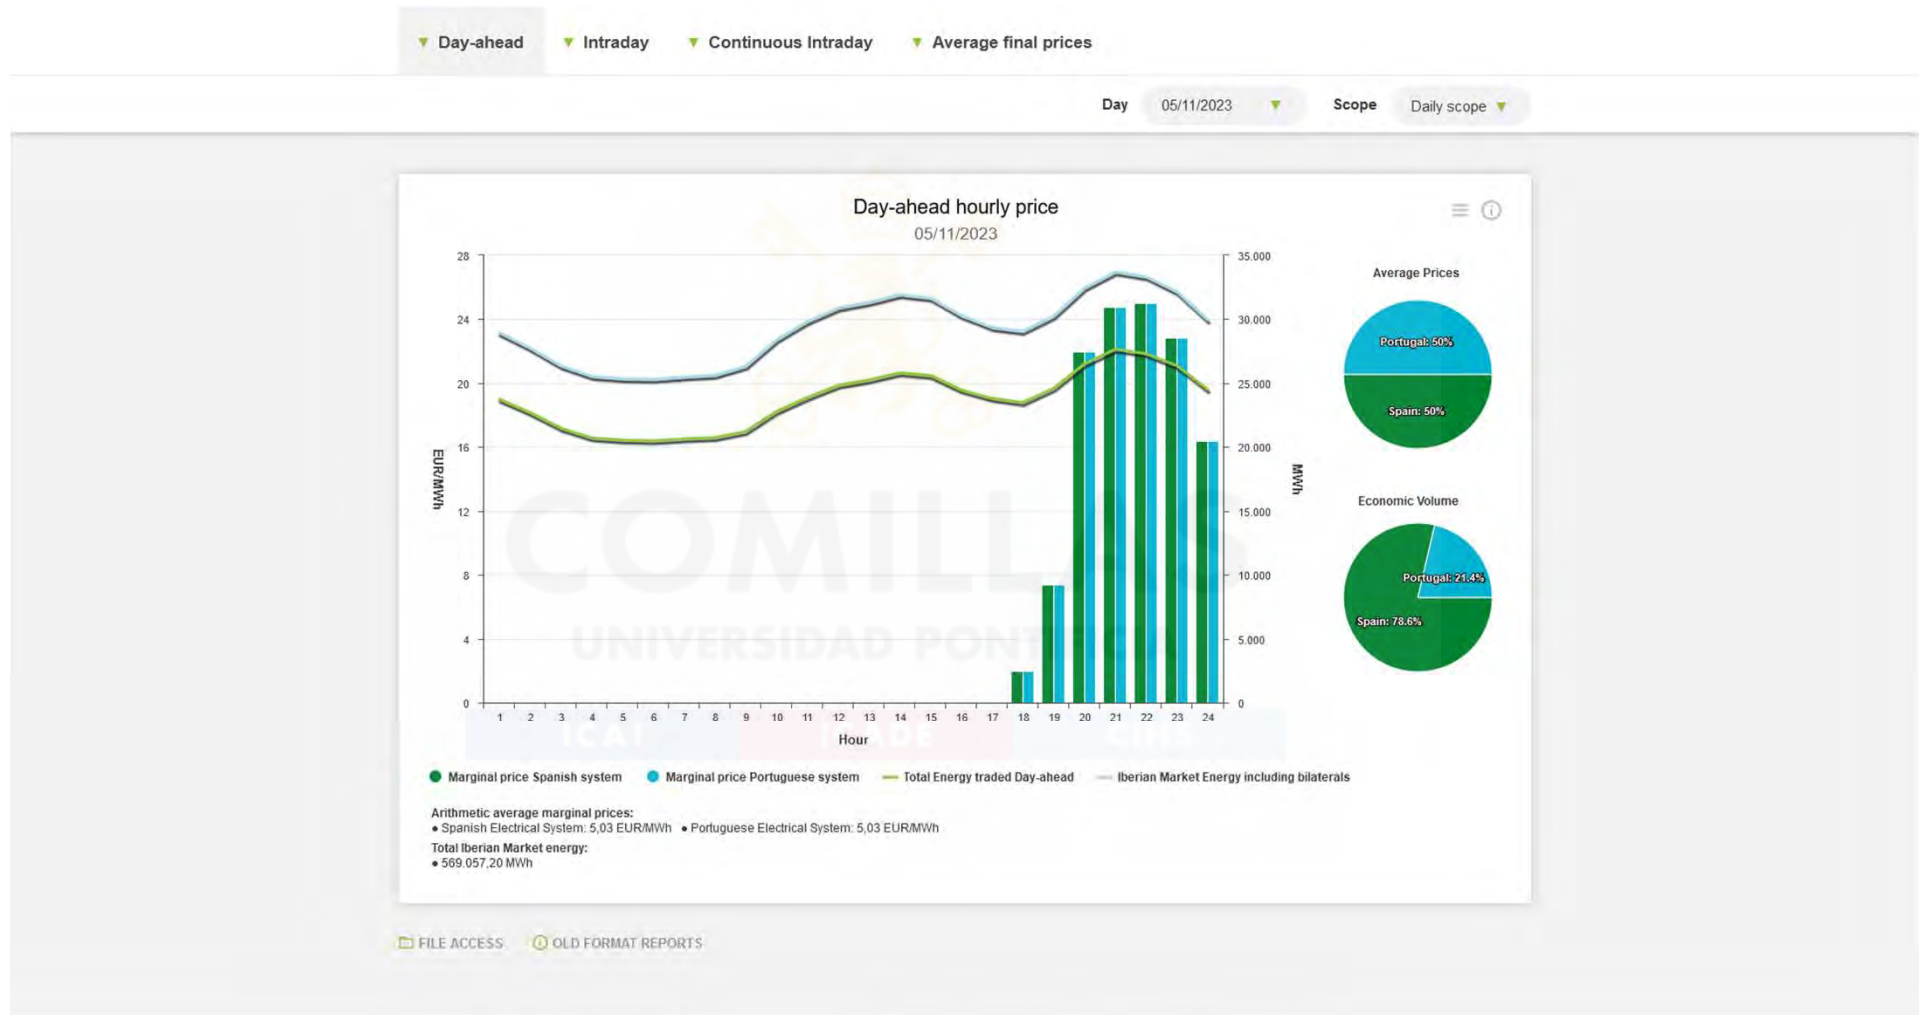 Day-ahead
Intraday
Continuous Intraday
Average final prices
Day
05/11/2023
Scope
Daily scope
Day-ahead hourly price
05/11/2023
28
24
20
16
12
8
4
0
EUR/MWh
35.000
30.000
25.000
20.000
15.000
10.000
5.000
0
MWh
1 2 3 4 5 6 7 8 9 10 11 12 13 14 15 16 17 18 19 20 21 22 23 24
Hour
Average Prices
Portugal: 50%
Spain: 50%
Economic Volume
Portugal: 21.4%
Spain: 78.6%
COMILLAS
UNIVERSIDAD PONTIFICIA
ICAI ICADE CIHS
Marginal price Spanish system
Marginal price Portuguese system
Total Energy traded Day-ahead
Iberian Market Energy including bilaterals
Arithmetic average marginal prices:
● Spanish Electrical System: 5,03 EUR/MWh ● Portuguese Electrical System: 5,03 EUR/MWh
Total Iberian Market energy:
● 569.057,20 MWh
FILE ACCESS
OLD FORMAT REPORTS